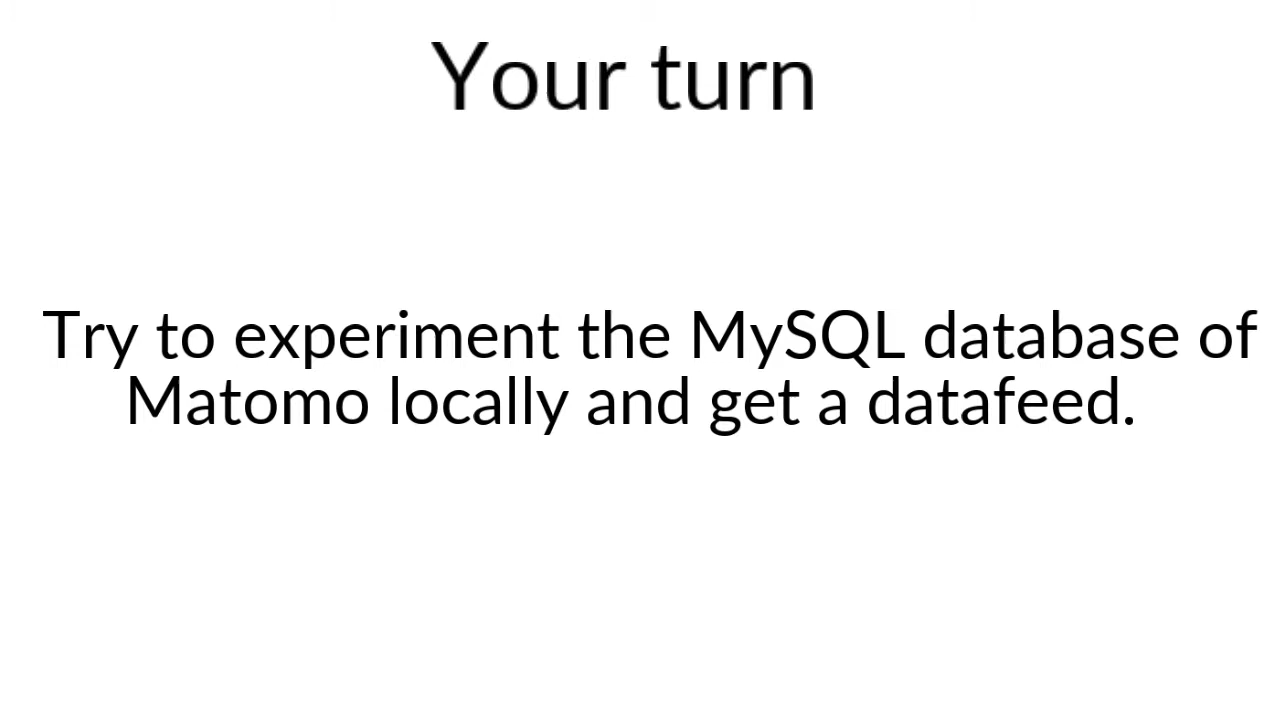 Your turn
Try to experiment the MySQL database of
Matomo locally and get a datafeed.